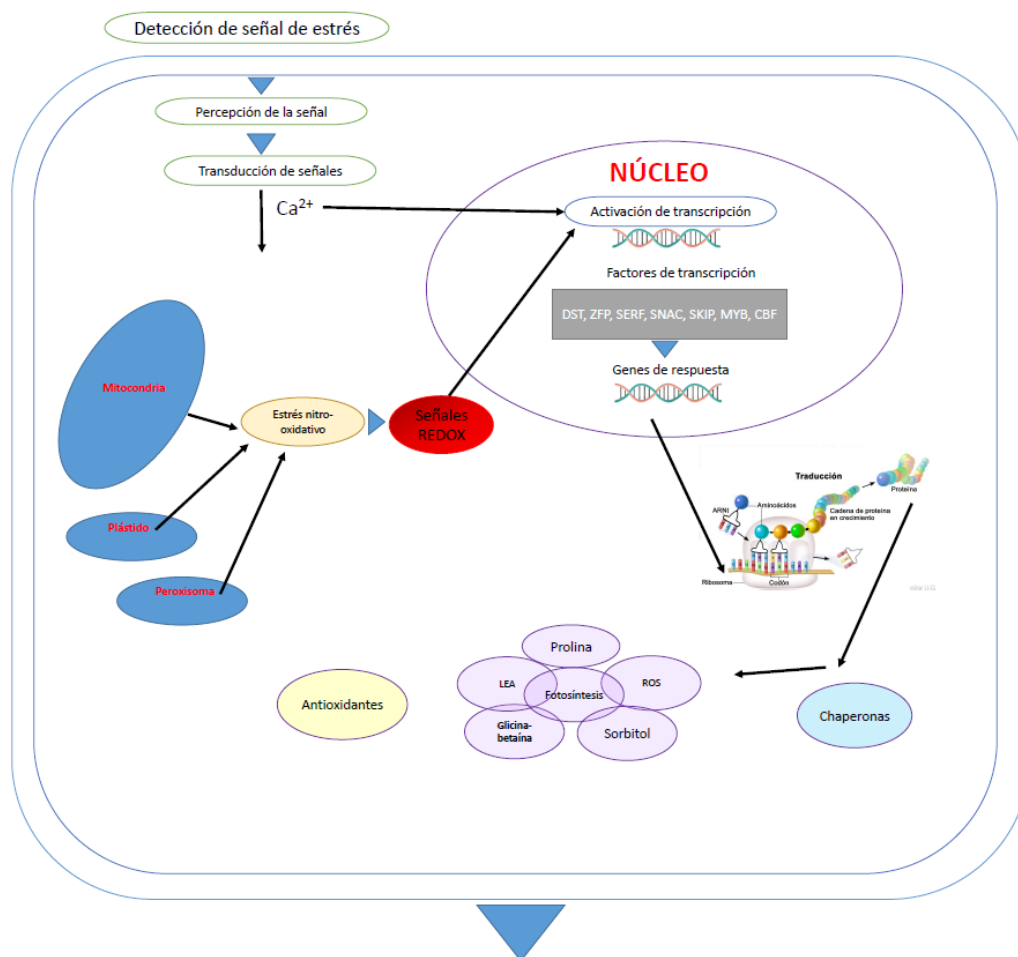 Detección de señal de estrés
Percepción de la señal
Transducción de señales
Ca²⁺
NÚCLEO
Activación de transcripción
Factores de transcripción
DST, ZFP, SERF, SNAC, SKIP, MYB, CBF
Genes de respuesta
Mitocondria
Estrés nitro-
oxidativo
Señales
REDOX
Plástido
Peroxisoma
Traducción
Proteína
ARNt
Aminoácidos
Cadena de proteína
en crecimiento
Ribosoma
Codón
Prolina
LEA
Fotosíntesis
ROS
Antioxidantes
Glicina-
betaína
Sorbitol
Chaperonas